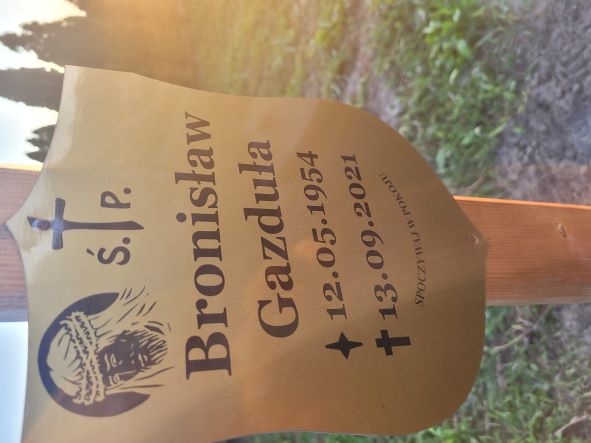 Ś. P.
Bronisław
Gazduła
12.05.1954
13.09.2021
SPOCZYWAJ W POKOJU